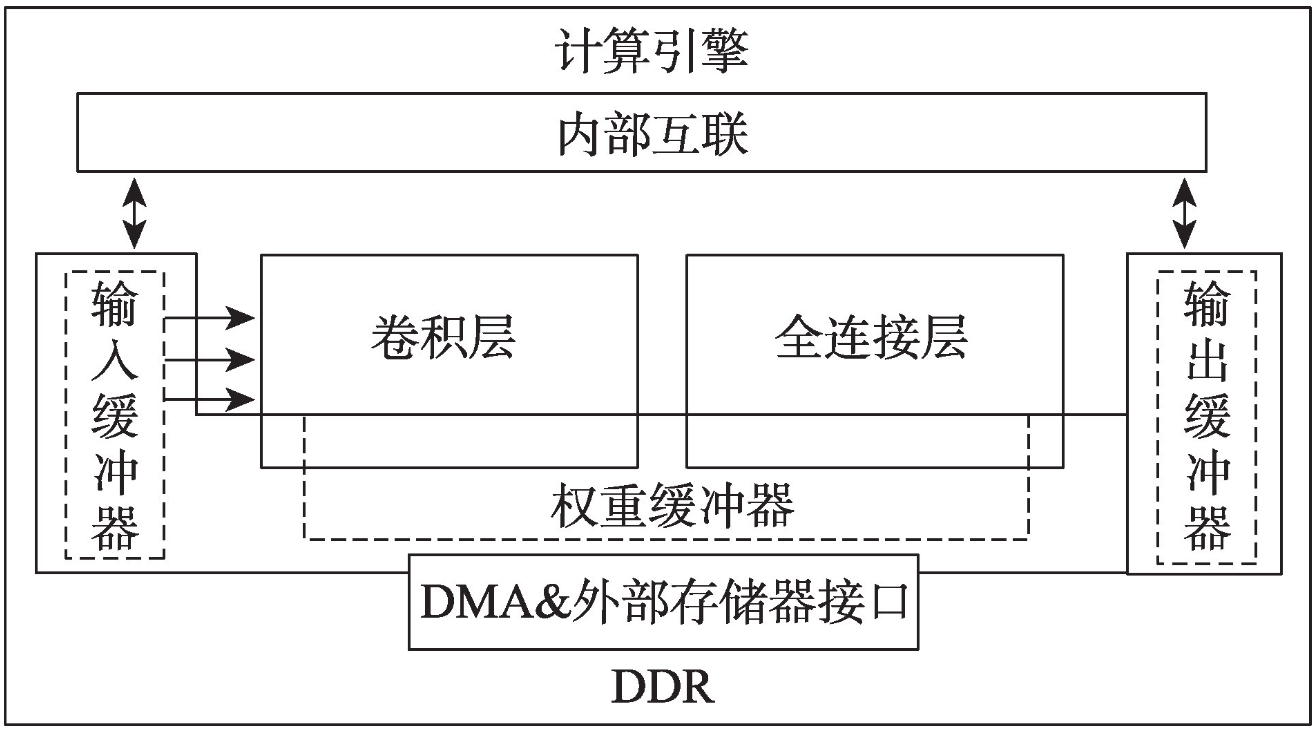 计算引擎
内部互联
输入缓冲器
卷积层
全连接层
输出缓冲器
权重缓冲器
DMA&外部存储器接口
DDR